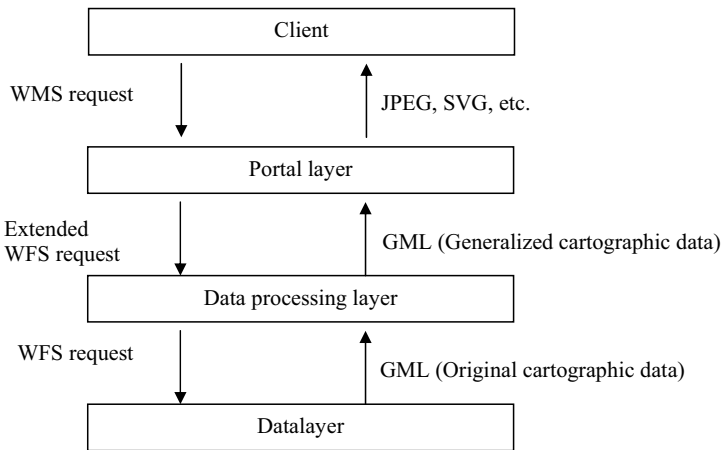 Client
WMS request
JPEG, SVG, etc.
Portal layer
Extended
WFS request
GML (Generalized cartographic data)
Data processing layer
WFS request
GML (Original cartographic data)
Datalayer